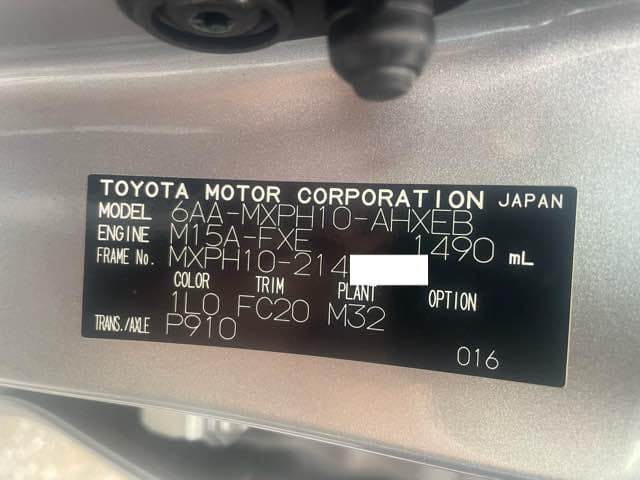 TOYOTA MOTOR CORPORATION JAPAN
MODEL 6AA-MXPH10-AHXEB
ENGINE M15A-FXE 1490 mL
FRAME No. MXPH10-214
COLOR TRIM PLANT OPTION
1L0 FC20 M32
TRANS./AXLE P910
016